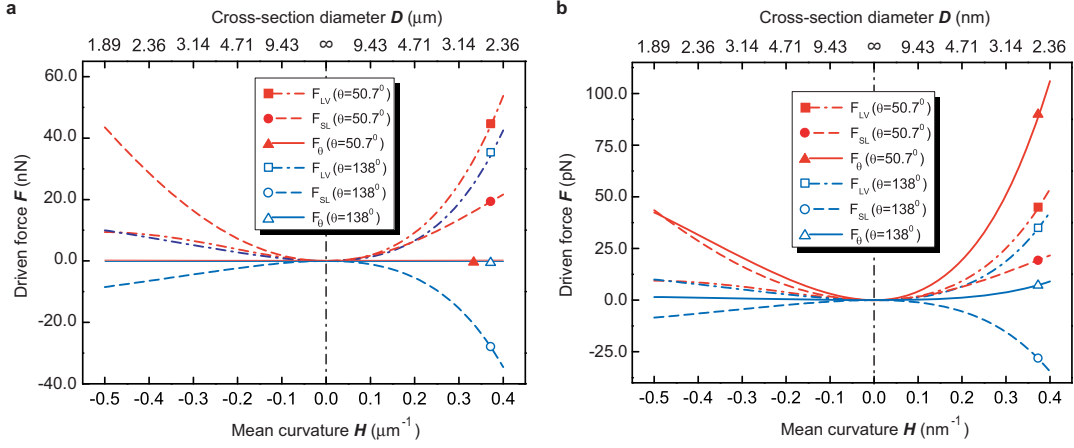 a
Cross-section diameter D (μm)
1.89 2.36 3.14 4.71 9.43 ∞ 9.43 4.71 3.14 2.36
60.0
40.0
20.0
0.0
-20.0
-40.0
Driven force F (nN)
F_LV (θ=50.7⁰)
F_SL (θ=50.7⁰)
F_θ (θ=50.7⁰)
F_LV (θ=138⁰)
F_SL (θ=138⁰)
F_θ (θ=138⁰)
-0.5 -0.4 -0.3 -0.2 -0.1 0.0 0.1 0.2 0.3 0.4
Mean curvature H (μm⁻¹)
b
Cross-section diameter D (nm)
1.89 2.36 3.14 4.71 9.43 ∞ 9.43 4.71 3.14 2.36
100.0
75.0
50.0
25.0
0.0
-25.0
Driven force F (pN)
F_LV (θ=50.7⁰)
F_SL (θ=50.7⁰)
F_θ (θ=50.7⁰)
F_LV (θ=138⁰)
F_SL (θ=138⁰)
F_θ (θ=138⁰)
-0.5 -0.4 -0.3 -0.2 -0.1 0.0 0.1 0.2 0.3 0.4
Mean curvature H (nm⁻¹)